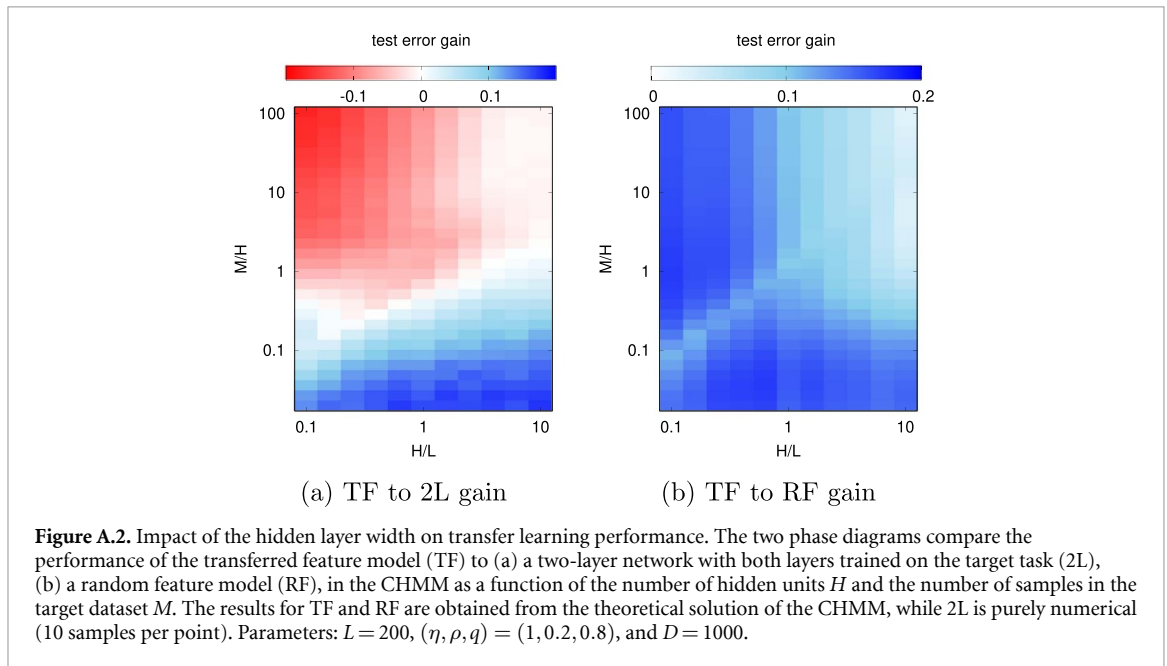 test error gain
-0.1 0 0.1
100
10
1
0.1
M/H
0.1 1 10
H/L
(a) TF to 2L gain
test error gain
0 0.1 0.2
100
10
1
0.1
M/H
0.1 1 10
H/L
(b) TF to RF gain
Figure A.2. Impact of the hidden layer width on transfer learning performance. The two phase diagrams compare the
performance of the transferred feature model (TF) to (a) a two-layer network with both layers trained on the target task (2L),
(b) a random feature model (RF), in the CHMM as a function of the number of hidden units H and the number of samples in the
target dataset M. The results for TF and RF are obtained from the theoretical solution of the CHMM, while 2L is purely numerical
(10 samples per point). Parameters: L = 200, (η, ρ, q) = (1, 0.2, 0.8), and D = 1000.